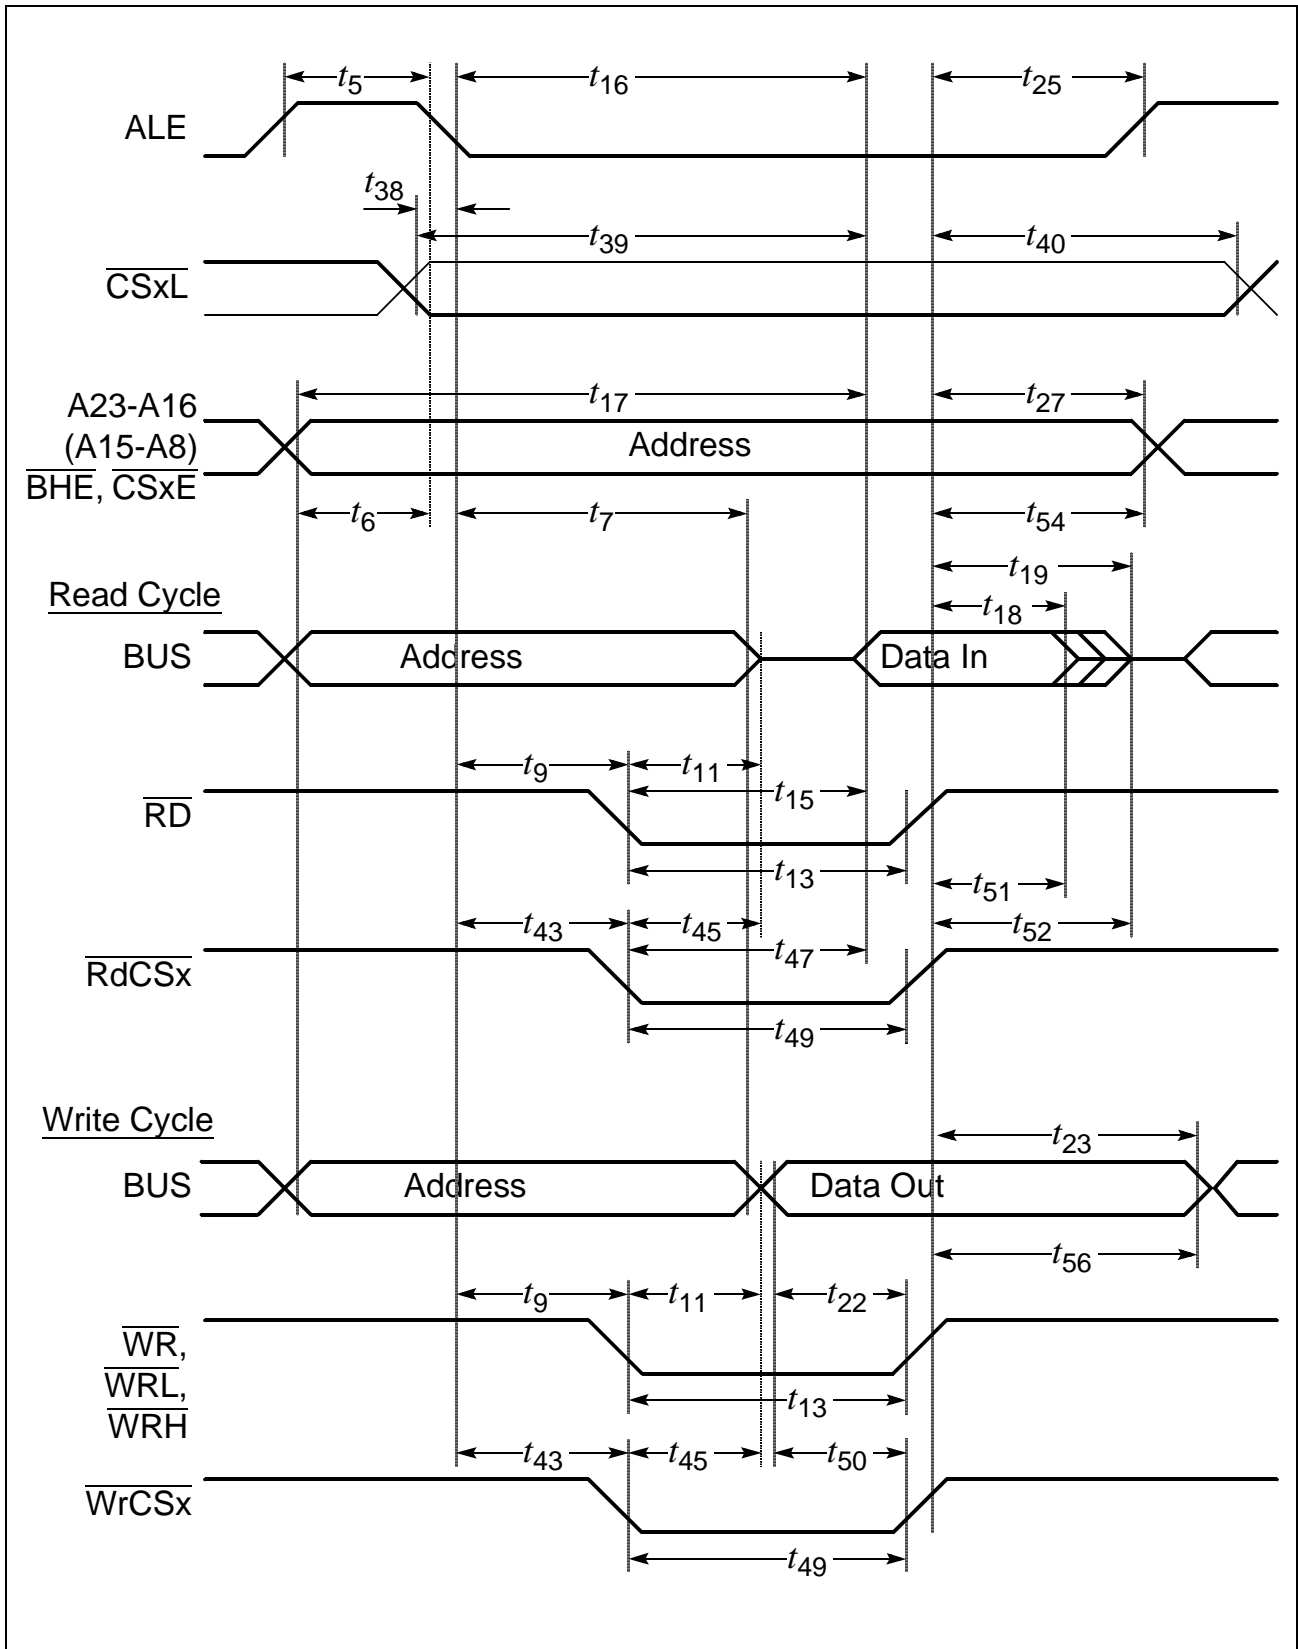 t5 t16 t25
ALE
t38
t39 t40
CSxL
t17 t27
A23-A16
(A15-A8) Address
BHE, CSxE
t6 t7 t54
t19
Read Cycle
t18
BUS Address Data In
t9 t11
t15
RD
t13 t51
t43 t45 t52
t47
RdCSx
t49
Write Cycle
t23
BUS Address Data Out
t56
t9 t11 t22
WR,
WRL,
t13
WRH
t43 t45 t50
WrCSx
t49